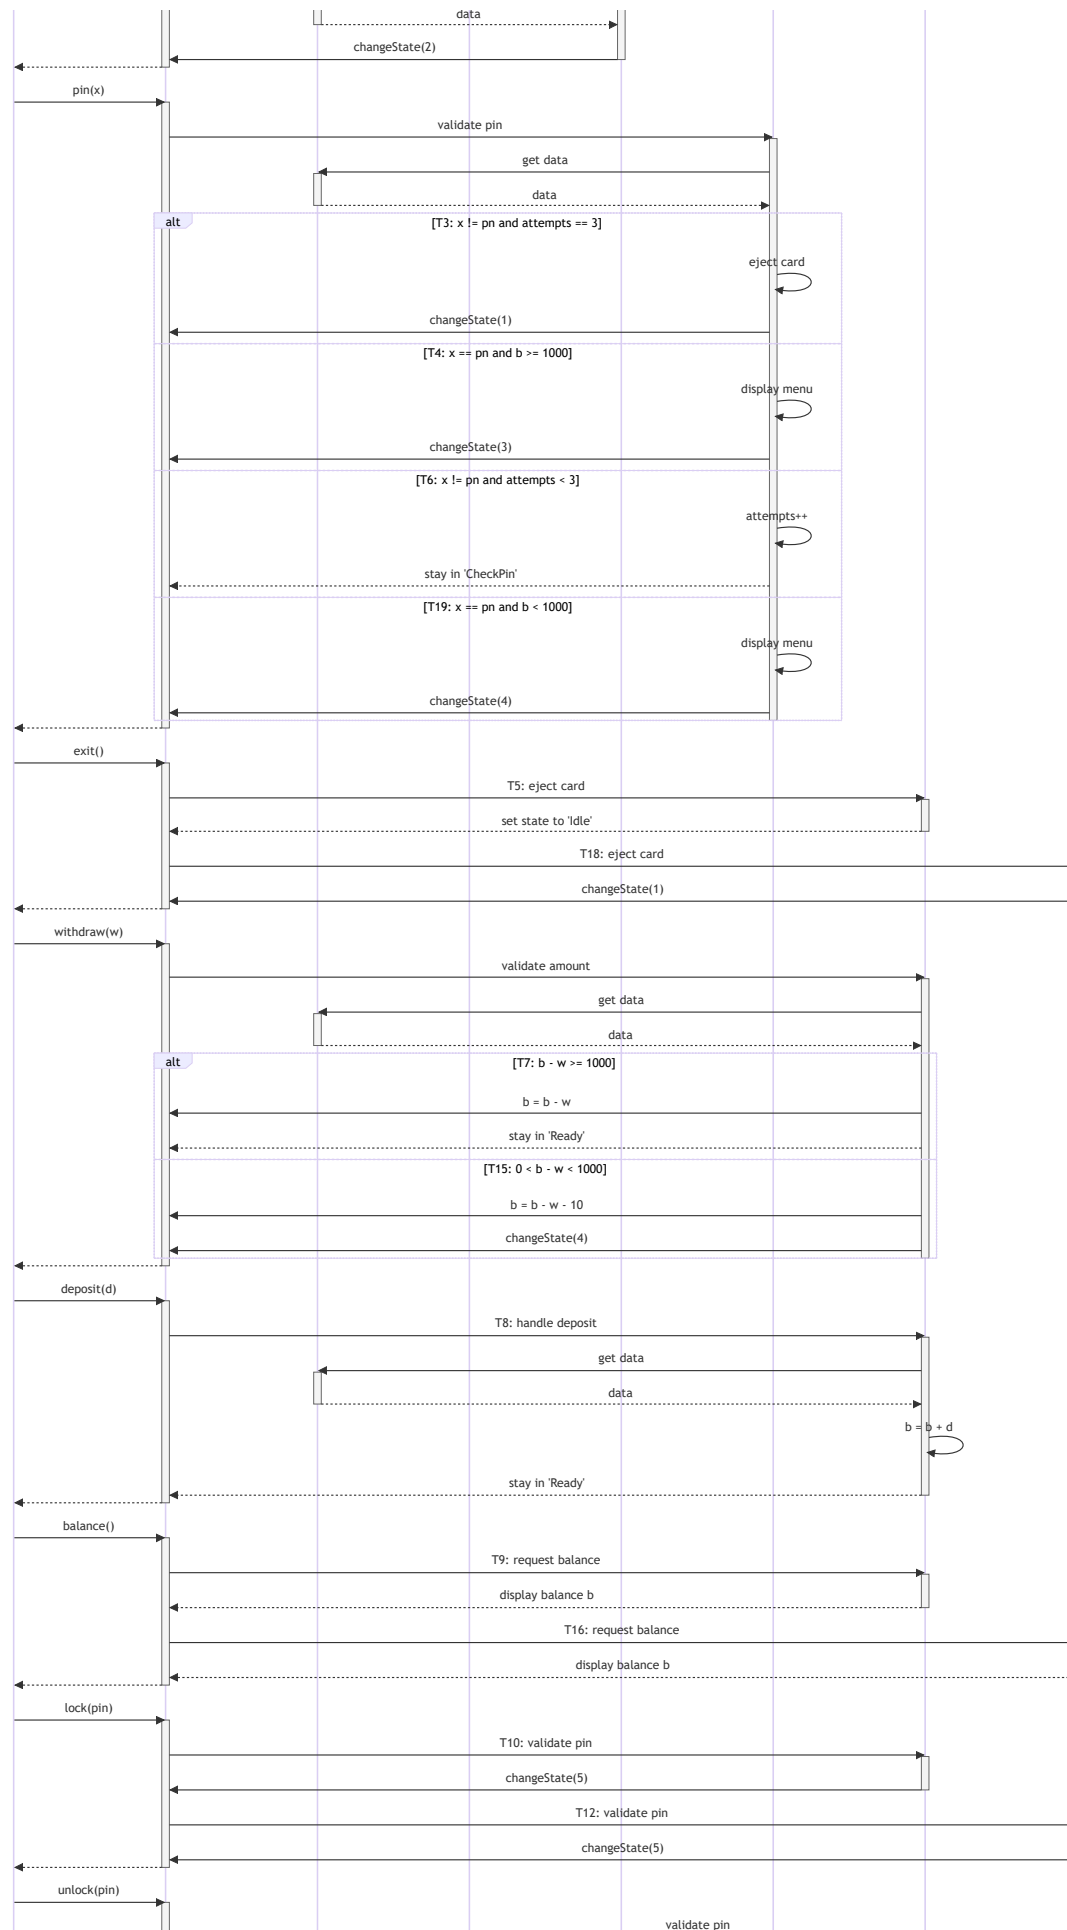 data
changeState(2)
pin(x)
validate pin
get data
data
alt
[T3: x != pn and attempts == 3]
eject card
changeState(1)
[T4: x == pn and b >= 1000]
display menu
changeState(3)
[T6: x != pn and attempts < 3]
attempts++
stay in 'CheckPin'
[T19: x == pn and b < 1000]
display menu
changeState(4)
exit()
T5: eject card
set state to 'Idle'
T18: eject card
changeState(1)
withdraw(w)
validate amount
get data
data
alt
[T7: b - w >= 1000]
b = b - w
stay in 'Ready'
[T15: 0 < b - w < 1000]
b = b - w - 10
changeState(4)
deposit(d)
T8: handle deposit
get data
data
b = b + d
stay in 'Ready'
balance()
T9: request balance
display balance b
T16: request balance
display balance b
lock(pin)
T10: validate pin
changeState(5)
T12: validate pin
changeState(5)
unlock(pin)
validate pin